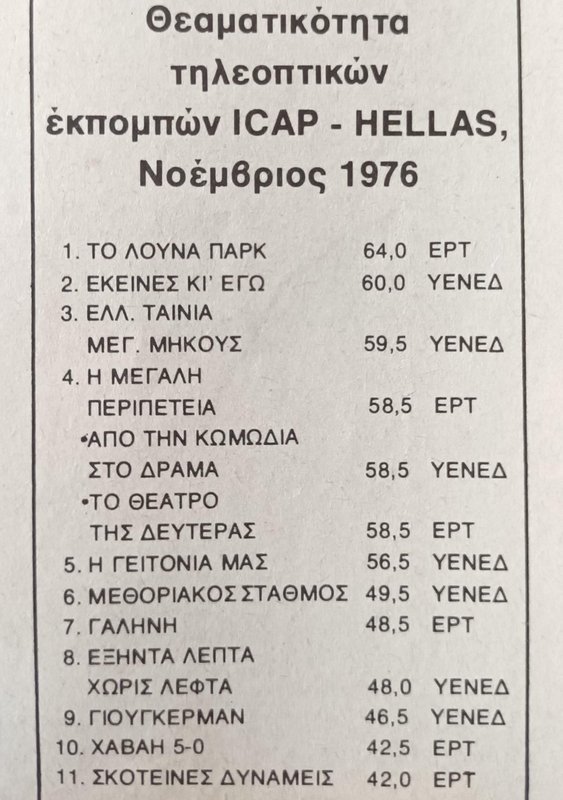 Θεαματικότητα
τηλεοπτικών
έκπομπών ICAP - HELLAS,
Νοέμβριος 1976
1. ΤΟ ΛΟΥΝΑ ΠΑΡΚ 64,0 ΕΡΤ
2. ΕΚΕΙΝΕΣ ΚΙ' ΕΓΩ 60,0 ΥΕΝΕΔ
3. ΕΛΛ. ΤΑΙΝΙΑ
ΜΕΓ. ΜΗΚΟΥΣ 59,5 ΥΕΝΕΔ
4. Η ΜΕΓΑΛΗ
ΠΕΡΙΠΕΤΕΙΑ 58,5 ΕΡΤ
•ΑΠΟ ΤΗΝ ΚΩΜΩΔΙΑ
ΣΤΟ ΔΡΑΜΑ 58,5 ΥΕΝΕΔ
•ΤΟ ΘΕΑΤΡΟ
ΤΗΣ ΔΕΥΤΕΡΑΣ 58,5 ΕΡΤ
5. Η ΓΕΙΤΟΝΙΑ ΜΑΣ 56,5 ΥΕΝΕΔ
6. ΜΕΘΟΡΙΑΚΟΣ ΣΤΑΘΜΟΣ 49,5 ΥΕΝΕΔ
7. ΓΑΛΗΝΗ 48,5 ΕΡΤ
8. ΕΞΗΝΤΑ ΛΕΠΤΑ
ΧΩΡΙΣ ΛΕΦΤΑ 48,0 ΥΕΝΕΔ
9. ΓΙΟΥΓΚΕΡΜΑΝ 46,5 ΥΕΝΕΔ
10. ΧΑΒΑΗ 5-0 42,5 ΕΡΤ
11. ΣΚΟΤΕΙΝΕΣ ΔΥΝΑΜΕΙΣ 42,0 ΕΡΤ